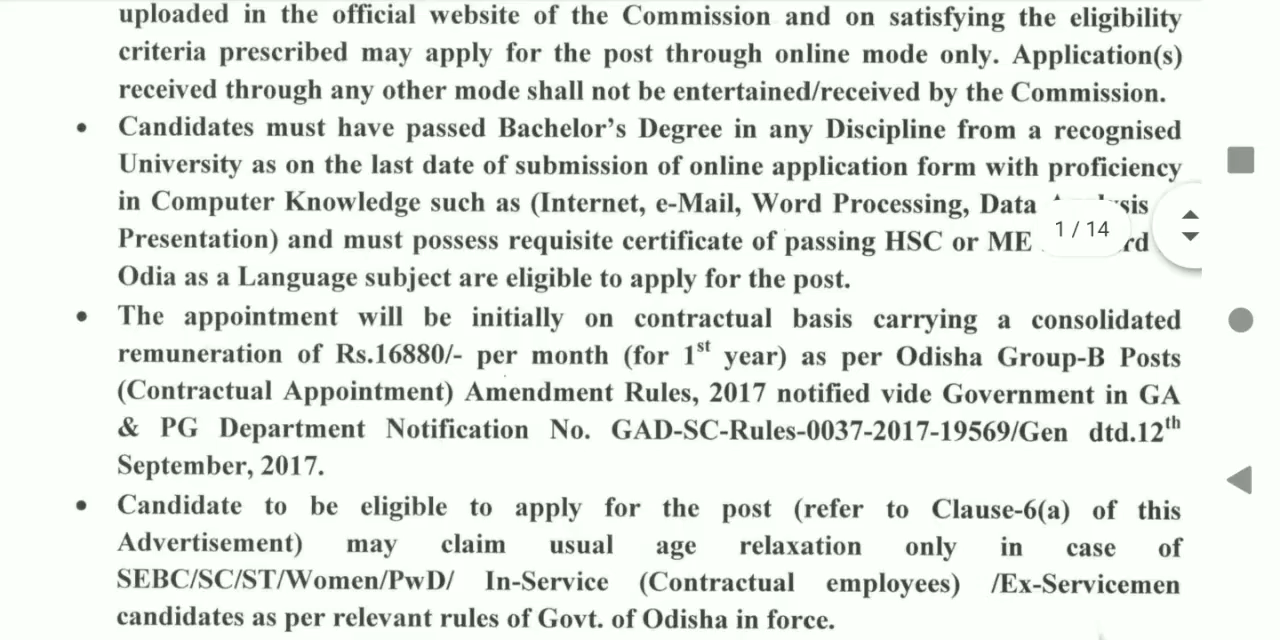 uploaded in the official website of the Commission and on satisfying the eligibility
criteria prescribed may apply for the post through online mode only. Application(s)
received through any other mode shall not be entertained/received by the Commission.
• Candidates must have passed Bachelor's Degree in any Discipline from a recognised
University as on the last date of submission of online application form with proficiency
in Computer Knowledge such as (Internet, e-Mail, Word Processing, Data
Presentation) and must possess requisite certificate of passing HSC or ME
1 / 14
Odia as a Language subject are eligible to apply for the post.
• The appointment will be initially on contractual basis carrying a consolidated
remuneration of Rs.16880/- per month (for 1st year) as per Odisha Group-B Posts
(Contractual Appointment) Amendment Rules, 2017 notified vide Government in GA
& PG Department Notification No. GAD-SC-Rules-0037-2017-19569/Gen dtd.12th
September, 2017.
• Candidate to be eligible to apply for the post (refer to Clause-6(a) of this
Advertisement) may claim usual age relaxation only in case of
SEBC/SC/ST/Women/PwD/ In-Service (Contractual employees) /Ex-Servicemen
candidates as per relevant rules of Govt. of Odisha in force.